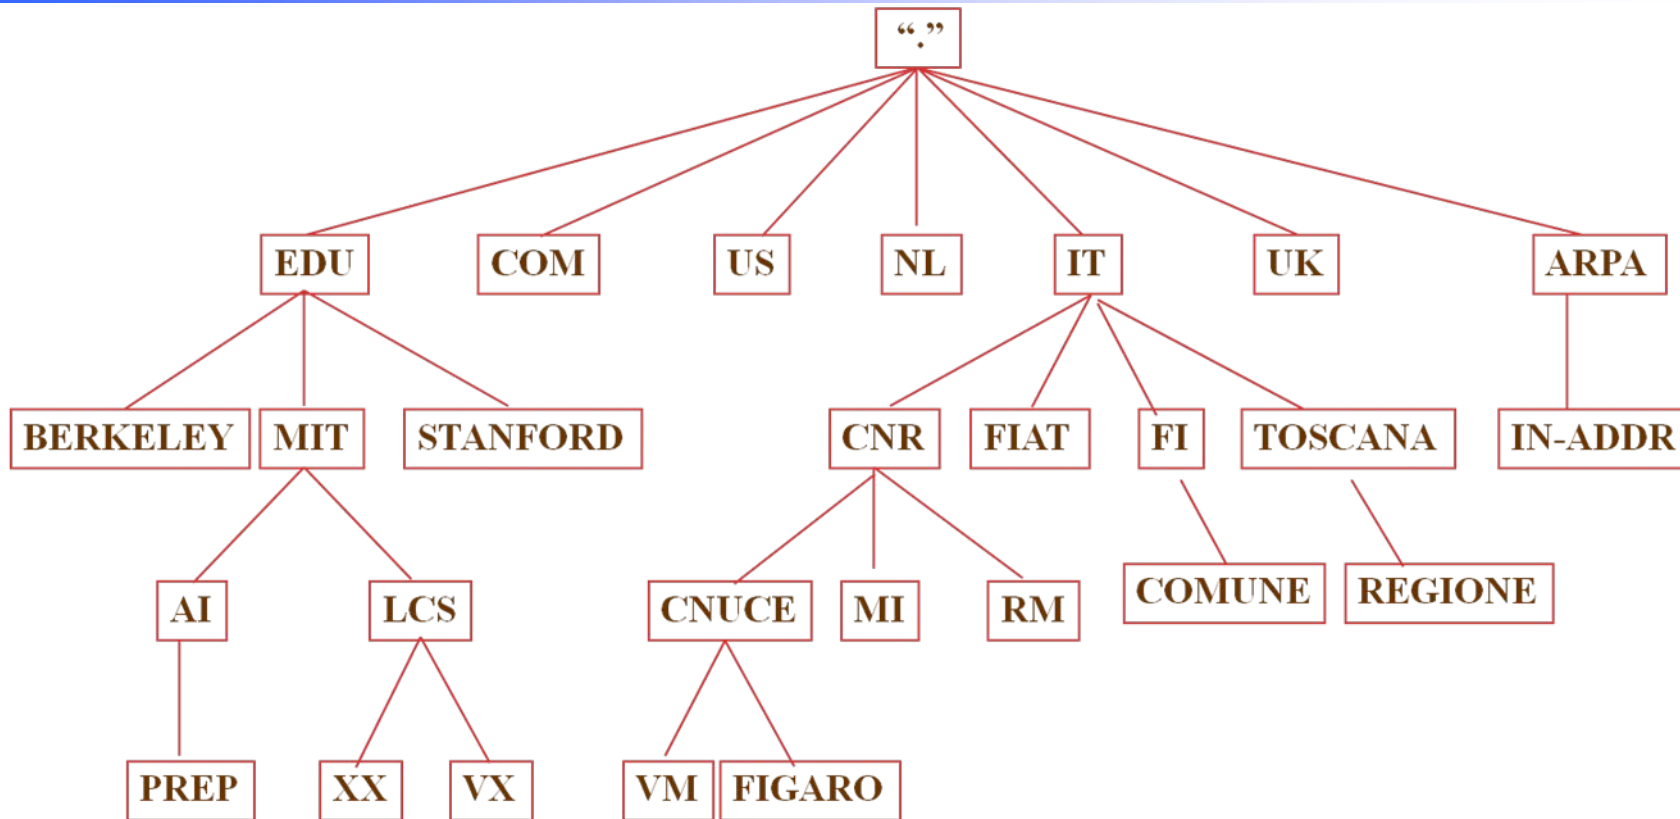 “.”
EDU COM US NL IT UK ARPA
BERKELEY MIT STANFORD CNR FIAT FI TOSCANA IN-ADDR
AI LCS CNUCE MI RM COMUNE REGIONE
PREP XX VX VM FIGARO